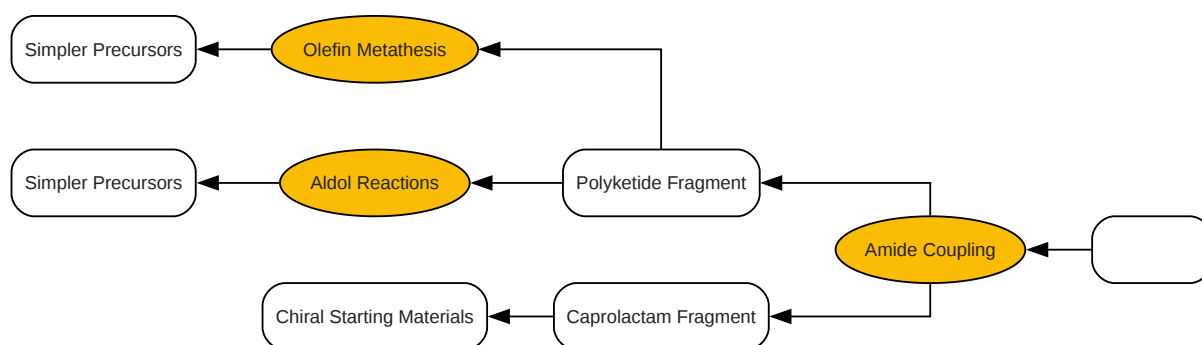 Simpler Precursors
Olefin Metathesis
Simpler Precursors
Aldol Reactions
Polyketide Fragment
Amide Coupling
Chiral Starting Materials
Caprolactam Fragment